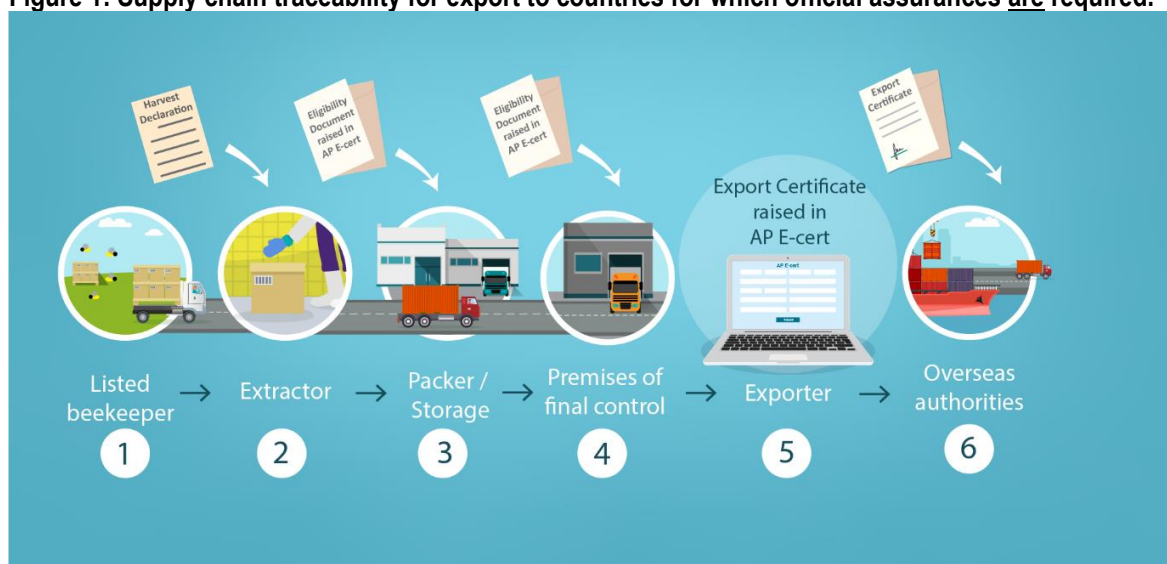 Figure 1: Supply chain traceability for export to countries for which official assurances are required.
Harvest
Declaration
Eligibility
Document
raised in
AP E-cert
Eligibility
Document
raised in
AP E-cert
Export
Certificate
Export Certificate
raised in
AP E-cert
AP E-cert
Listed
beekeeper
1
Extractor
2
Packer /
Storage
3
Premises of
final control
4
Exporter
5
Overseas
authorities
6